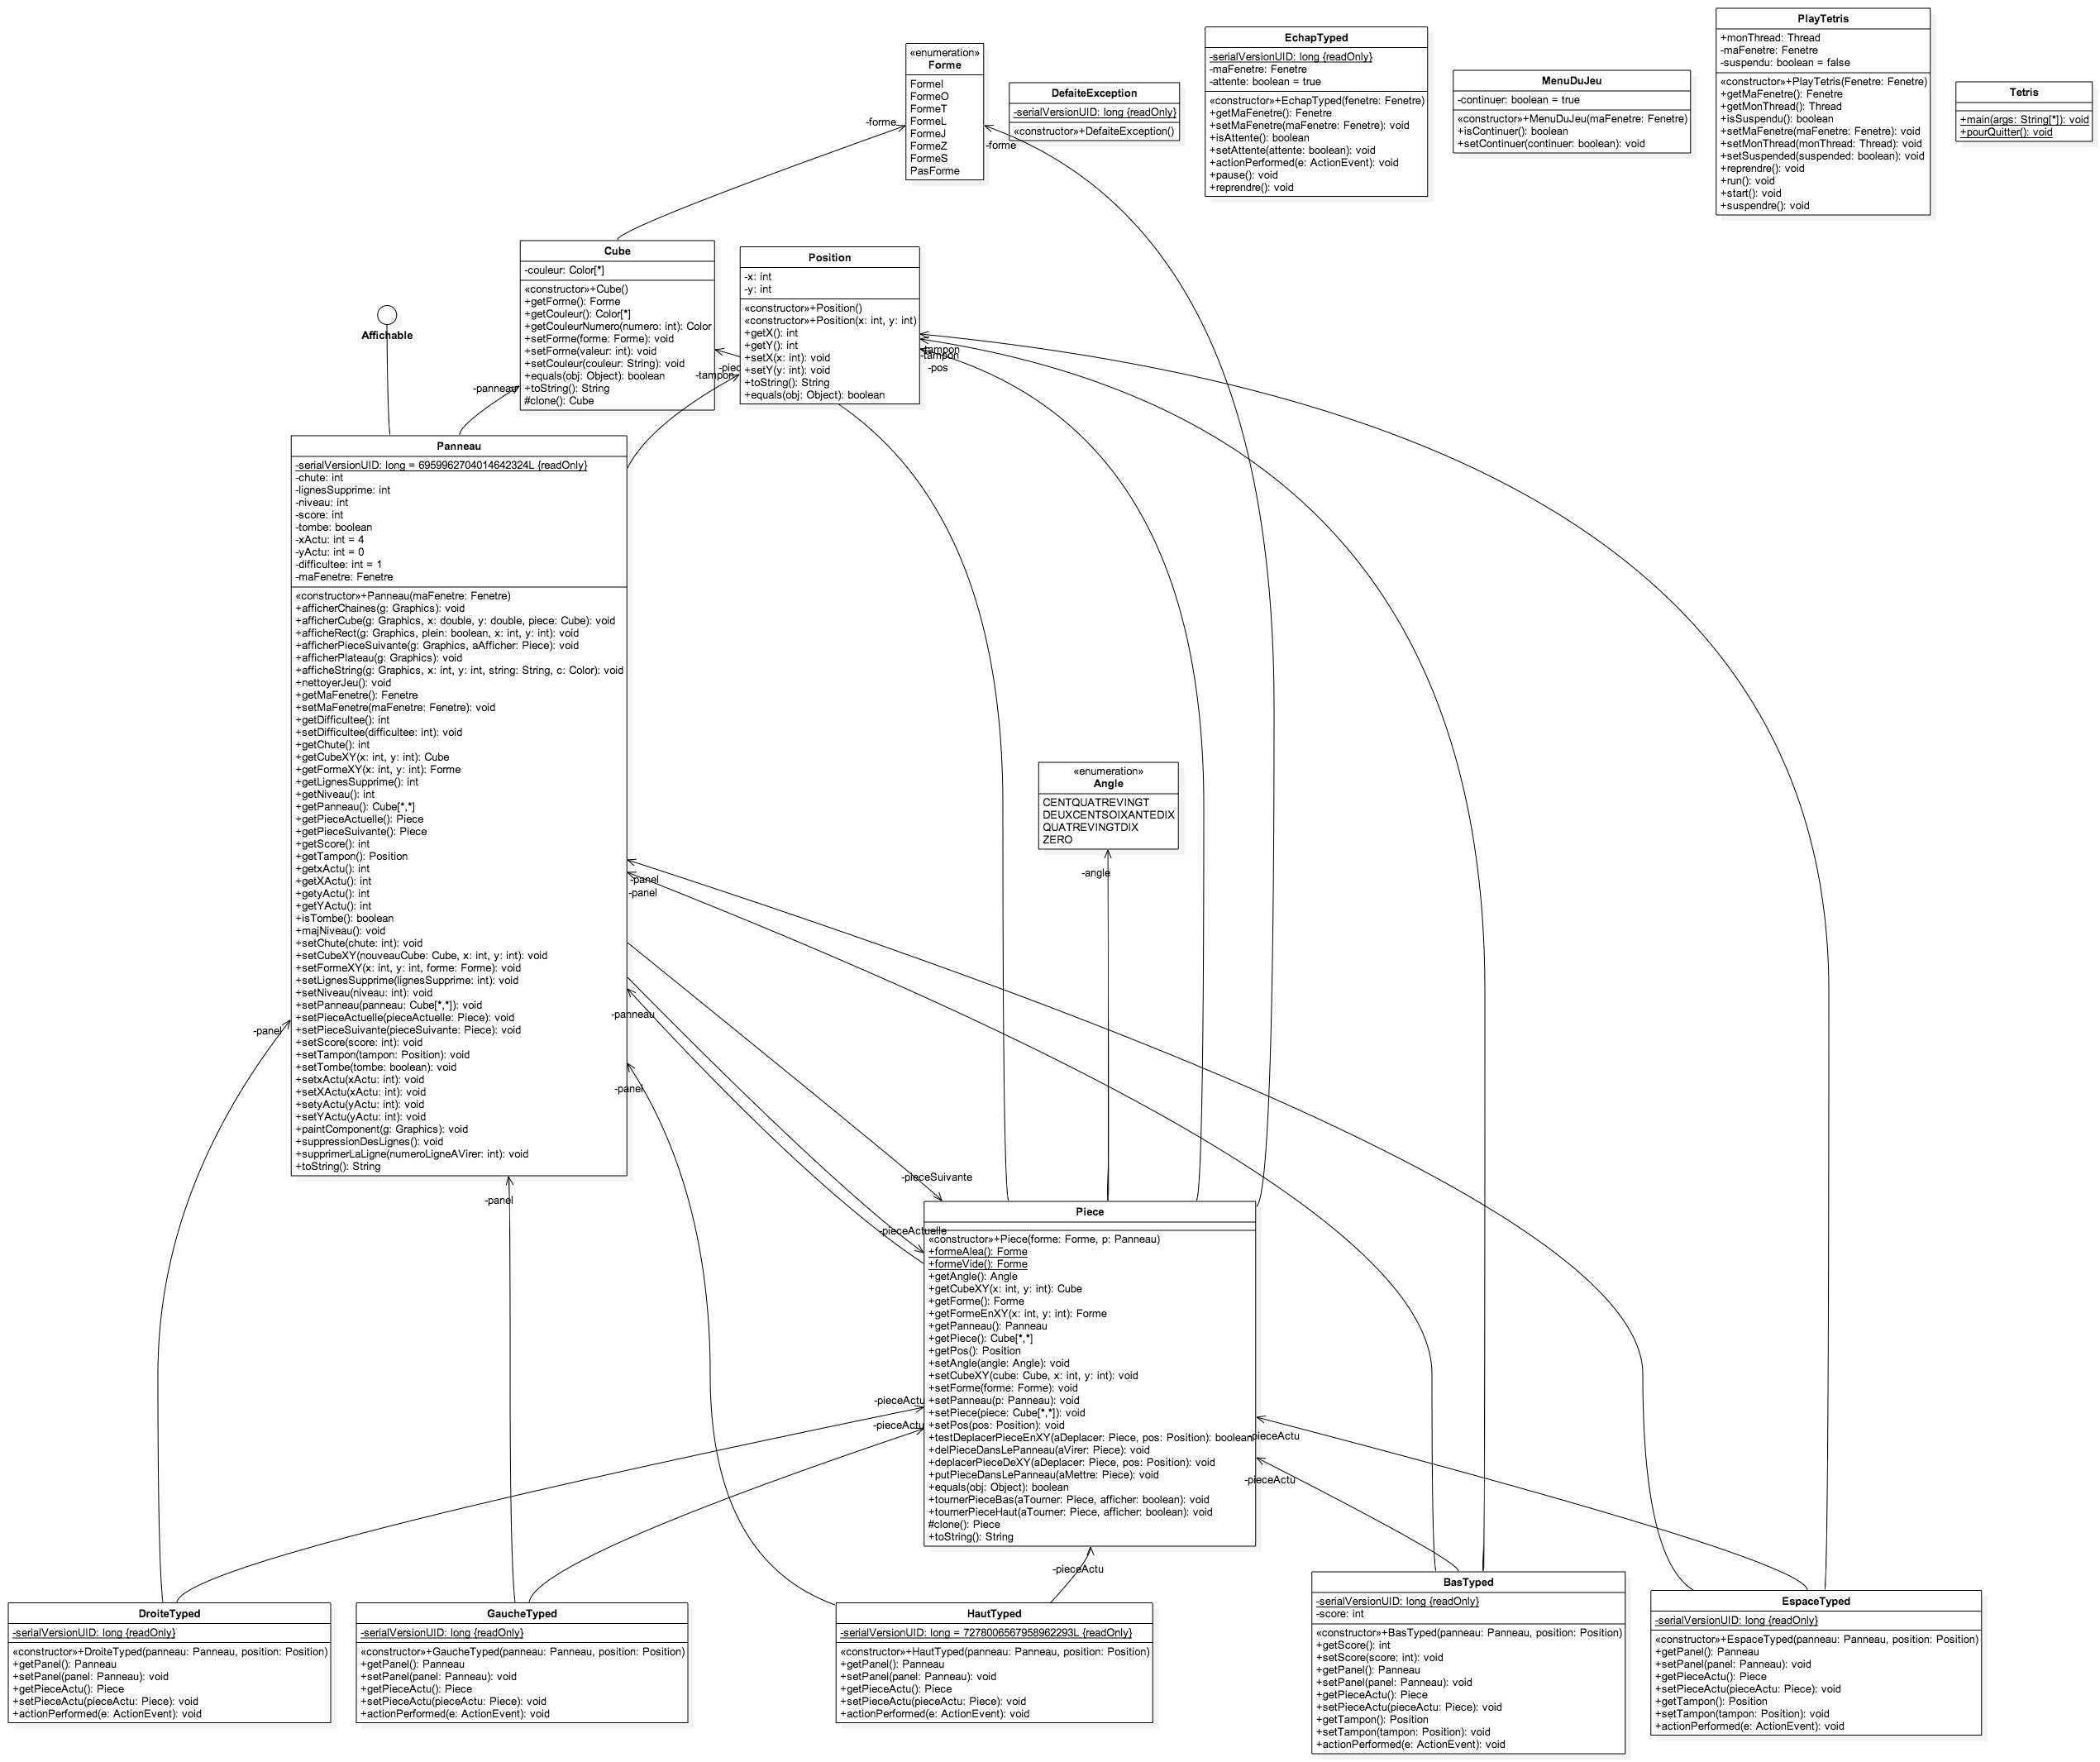 «enumeration»
Forme
FormeI
FormeO
FormeT
FormeL
FormeJ
FormeZ
FormeS
PasForme
-forme
-forme
DefaiteException
-serialVersionUID: long {readOnly}
«constructor»+DefaiteException()
EchapTyped
-serialVersionUID: long {readOnly}
-maFenetre: Fenetre
-attente: boolean = true
«constructor»+EchapTyped(fenetre: Fenetre)
+getMaFenetre(): Fenetre
+setMaFenetre(maFenetre: Fenetre): void
+isAttente(): boolean
+setAttente(attente: boolean): void
+actionPerformed(e: ActionEvent): void
+pause(): void
+reprendre(): void
MenuDuJeu
-continuer: boolean = true
«constructor»+MenuDuJeu(maFenetre: Fenetre)
+isContinuer(): boolean
+setContinuer(continuer: boolean): void
PlayTetris
+monThread: Thread
-maFenetre: Fenetre
-suspendu: boolean = false
«constructor»+PlayTetris(Fenetre: Fenetre)
+getMaFenetre(): Fenetre
+getMonThread(): Thread
+isSuspendu(): boolean
+setMaFenetre(maFenetre: Fenetre): void
+setMonThread(monThread: Thread): void
+setSuspended(suspended: boolean): void
+reprendre(): void
+run(): void
+start(): void
+suspendre(): void
Tetris
+main(args: String[*]): void
+pourQuitter(): void
Cube
-couleur: Color[*]
«constructor»+Cube()
+getForme(): Forme
+getCouleur(): Color[*]
+getCouleurNumero(numero: int): Color
+setForme(forme: Forme): void
+setForme(valeur: int): void
+setCouleur(couleur: String): void
+equals(obj: Object): boolean
+toString(): String
#clone(): Cube
-piec
-tampon
-panneau
Position
-x: int
-y: int
«constructor»+Position()
«constructor»+Position(x: int, y: int)
+getX(): int
+getY(): int
+setX(x: int): void
+setY(y: int): void
+toString(): String
+equals(obj: Object): boolean
-tampon
-tampon
-pos
Affichable
Panneau
-serialVersionUID: long = 6959962704014642324L {readOnly}
-chute: int
-lignesSupprime: int
-niveau: int
-score: int
-tombe: boolean
-xActu: int = 4
-yActu: int = 0
-difficultee: int = 1
-maFenetre: Fenetre
«constructor»+Panneau(maFenetre: Fenetre)
+afficherChaines(g: Graphics): void
+afficherCube(g: Graphics, x: double, y: double, piece: Cube): void
+afficheRect(g: Graphics, plein: boolean, x: int, y: int): void
+afficherPieceSuivante(g: Graphics, aAfficher: Piece): void
+afficherPlateau(g: Graphics): void
+afficheString(g: Graphics, x: int, y: int, string: String, c: Color): void
+nettoyerJeu(): void
+getMaFenetre(): Fenetre
+setMaFenetre(maFenetre: Fenetre): void
+getDifficultee(): int
+setDifficultee(difficultee: int): void
+getChute(): int
+getCubeXY(x: int, y: int): Cube
+getFormeXY(x: int, y: int): Forme
+getLignesSupprime(): int
+getNiveau(): int
+getPanneau(): Cube[*,*]
+getPieceActuelle(): Piece
+getPieceSuivante(): Piece
+getScore(): int
+getTampon(): Position
+getxActu(): int
+getXActu(): int
+getyActu(): int
+getYActu(): int
+isTombe(): boolean
+majNiveau(): void
+setChute(chute: int): void
+setCubeXY(nouveauCube: Cube, x: int, y: int): void
+setFormeXY(x: int, y: int, forme: Forme): void
+setLignesSupprime(lignesSupprime: int): void
+setNiveau(niveau: int): void
+setPanneau(panneau: Cube[*,*]): void
+setPieceActuelle(pieceActuelle: Piece): void
+setPieceSuivante(pieceSuivante: Piece): void
+setScore(score: int): void
+setTampon(tampon: Position): void
+setTombe(tombe: boolean): void
+setxActu(xActu: int): void
+setXActu(xActu: int): void
+setyActu(yActu: int): void
+setYActu(yActu: int): void
+paintComponent(g: Graphics): void
+suppressionDesLignes(): void
+supprimerLaLigne(numeroLigneAVirer: int): void
+toString(): String
-panel
-panel
-panneau
-panel
-panel
-panel
«enumeration»
Angle
CENTQUATREVINGT
DEUXCENTSOIXANTEDIX
QUATREVINGTDIX
ZERO
-angle
-pieceSuivante
-pieceActuelle
Piece
«constructor»+Piece(forme: Forme, p: Panneau)
+formeAlea(): Forme
+formeVide(): Forme
+getAngle(): Angle
+getCubeXY(x: int, y: int): Cube
+getForme(): Forme
+getFormeEnXY(x: int, y: int): Forme
+getPanneau(): Panneau
+getPiece(): Cube[*,*]
+getPos(): Position
+setAngle(angle: Angle): void
+setCubeXY(cube: Cube, x: int, y: int): void
+setForme(forme: Forme): void
+setPanneau(p: Panneau): void
+setPiece(piece: Cube[*,*]): void
+setPos(pos: Position): void
+testDeplacerPieceEnXY(aDeplacer: Piece, pos: Position): boolean
+delPieceDansLePanneau(aVirer: Piece): void
+deplacerPieceDeXY(aDeplacer: Piece, pos: Position): void
+putPieceDansLePanneau(aMettre: Piece): void
+equals(obj: Object): boolean
+tournerPieceBas(aTourner: Piece, afficher: boolean): void
+tournerPieceHaut(aTourner: Piece, afficher: boolean): void
#clone(): Piece
+toString(): String
-pieceActu
-pieceActu
-pieceActu
-pieceActu
-pieceActu
DroiteTyped
-serialVersionUID: long {readOnly}
«constructor»+DroiteTyped(panneau: Panneau, position: Position)
+getPanel(): Panneau
+setPanel(panel: Panneau): void
+getPieceActu(): Piece
+setPieceActu(pieceActu: Piece): void
+actionPerformed(e: ActionEvent): void
GaucheTyped
-serialVersionUID: long {readOnly}
«constructor»+GaucheTyped(panneau: Panneau, position: Position)
+getPanel(): Panneau
+setPanel(panel: Panneau): void
+getPieceActu(): Piece
+setPieceActu(pieceActu: Piece): void
+actionPerformed(e: ActionEvent): void
HautTyped
-serialVersionUID: long = 7278006567958962293L {readOnly}
«constructor»+HautTyped(panneau: Panneau, position: Position)
+getPanel(): Panneau
+setPanel(panel: Panneau): void
+getPieceActu(): Piece
+setPieceActu(pieceActu: Piece): void
+actionPerformed(e: ActionEvent): void
BasTyped
-serialVersionUID: long {readOnly}
-score: int
«constructor»+BasTyped(panneau: Panneau, position: Position)
+getScore(): int
+setScore(score: int): void
+getPanel(): Panneau
+setPanel(panel: Panneau): void
+getPieceActu(): Piece
+setPieceActu(pieceActu: Piece): void
+getTampon(): Position
+setTampon(tampon: Position): void
+actionPerformed(e: ActionEvent): void
EspaceTyped
-serialVersionUID: long {readOnly}
«constructor»+EspaceTyped(panneau: Panneau, position: Position)
+getPanel(): Panneau
+setPanel(panel: Panneau): void
+getPieceActu(): Piece
+setPieceActu(pieceActu: Piece): void
+getTampon(): Position
+setTampon(tampon: Position): void
+actionPerformed(e: ActionEvent): void